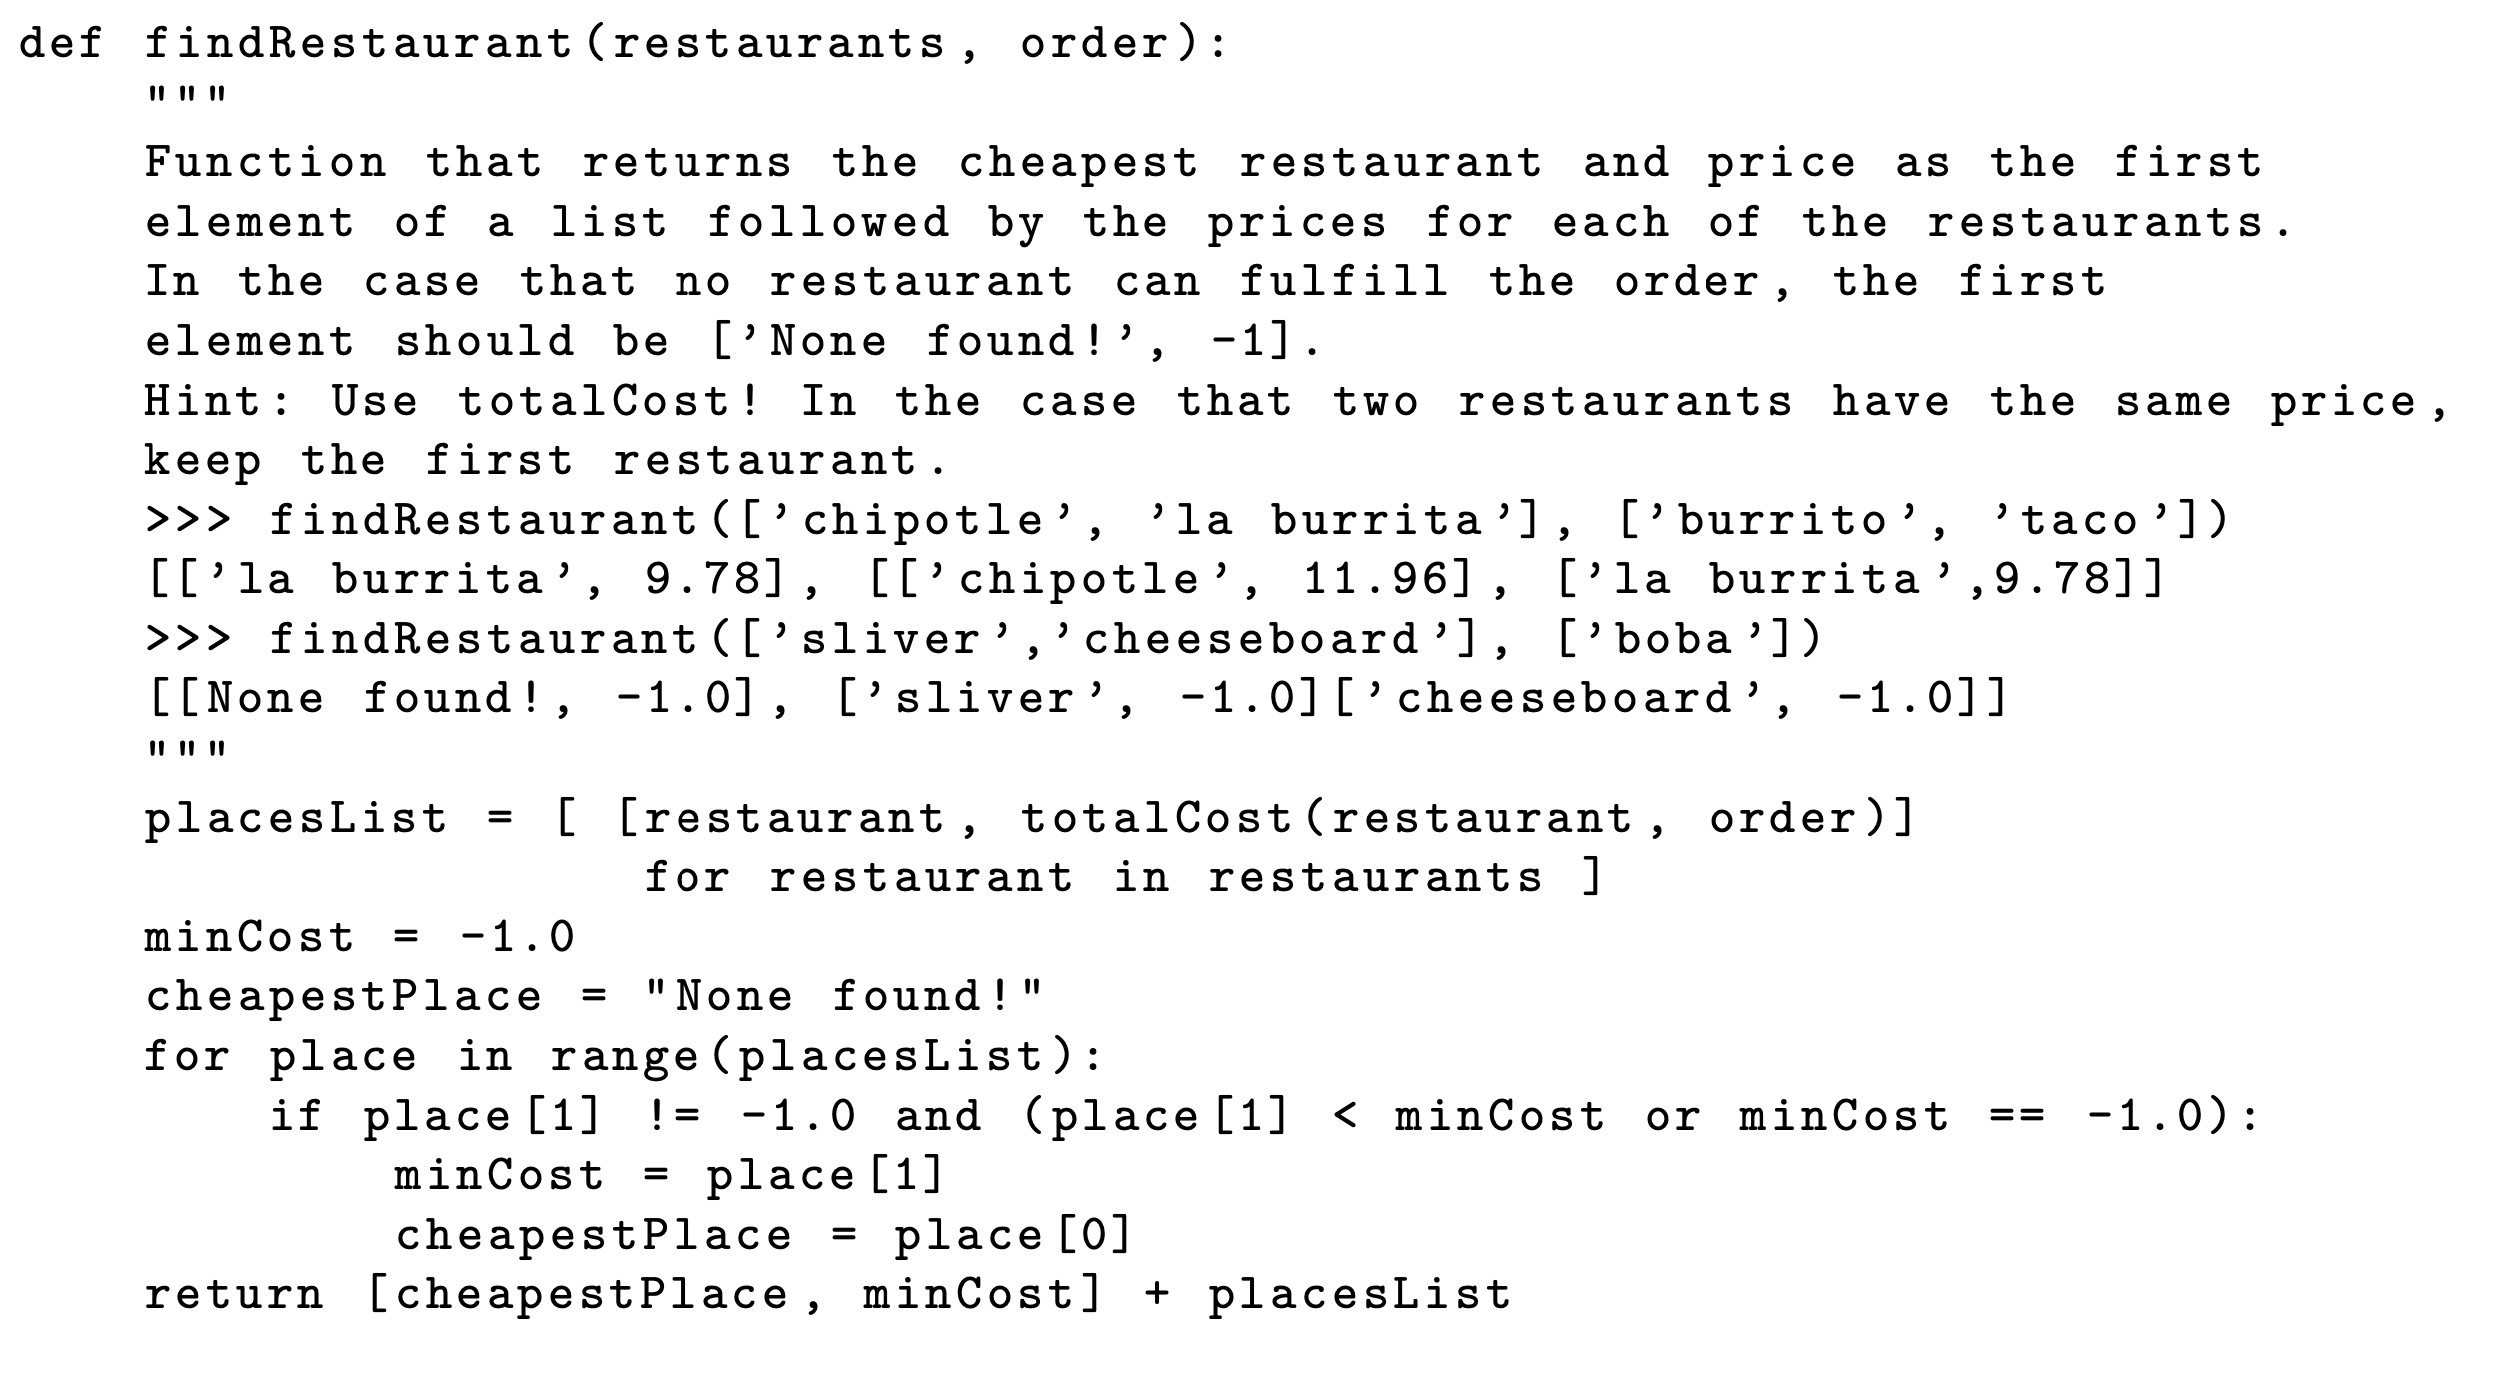 def findRestaurant(restaurants, order):
    """
    Function that returns the cheapest restaurant and price as the first
    element of a list followed by the prices for each of the restaurants.
    In the case that no restaurant can fulfill the order, the first
    element should be [’None found!’, -1].
    Hint: Use totalCost! In the case that two restaurants have the same price,
    keep the first restaurant.
    >>> findRestaurant([’chipotle’, ’la burrita’], [’burrito’, ’taco’])
    [[’la burrita’, 9.78], [[’chipotle’, 11.96], [’la burrita’,9.78]]
    >>> findRestaurant([’sliver’,’cheeseboard’], [’boba’])
    [[None found!, -1.0], [’sliver’, -1.0][’cheeseboard’, -1.0]]
    """
    placesList = [ [restaurant, totalCost(restaurant, order)]
                    for restaurant in restaurants ]
    minCost = -1.0
    cheapestPlace = "None found!"
    for place in range(placesList):
        if place[1] != -1.0 and (place[1] < minCost or minCost == -1.0):
            minCost = place[1]
            cheapestPlace = place[0]
    return [cheapestPlace, minCost] + placesList